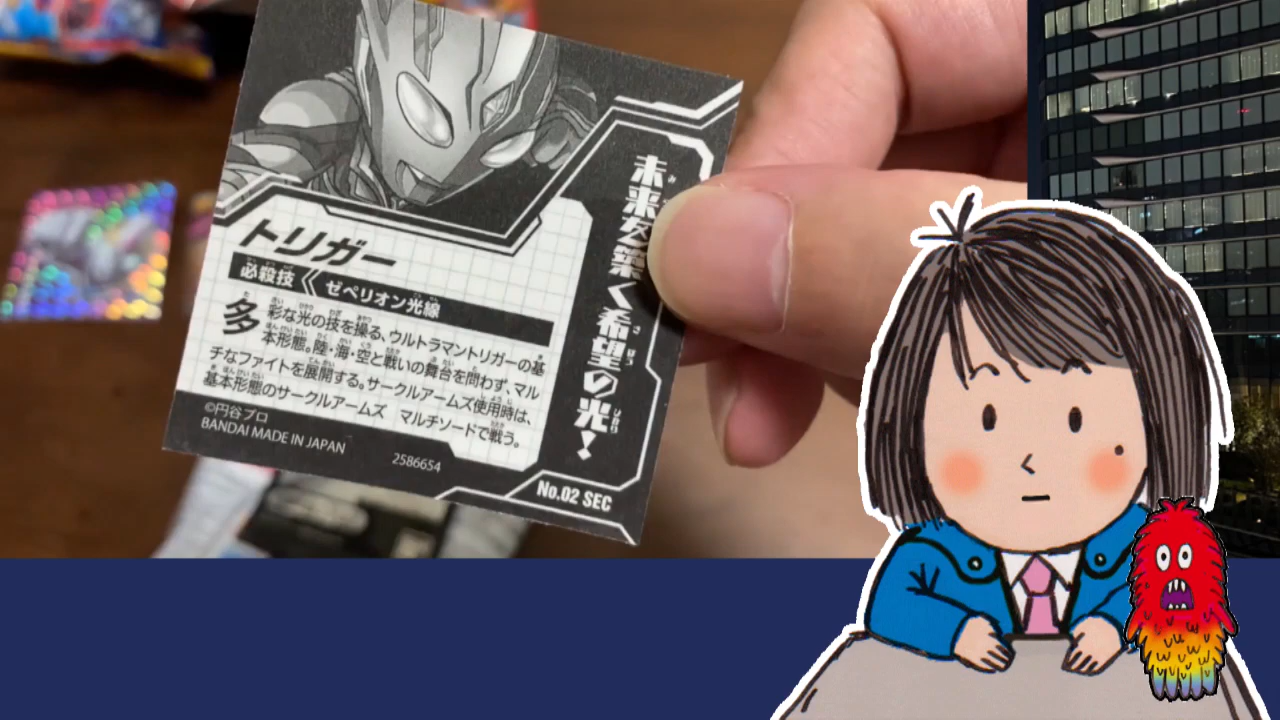 未来を築く希望の光!
トリガー
必殺技 ゼペリオン光線
多彩な光の技を操る、ウルトラマントリガーの基
本形態。陸・海・空と戦いの舞台を問わず、マル
チなファイトを展開する。サークルアームズ使用時は、
基本形態のサークルアームズ マルチソードで戦う。
©円谷プロ
BANDAI MADE IN JAPAN
2586654
No.02 SEC